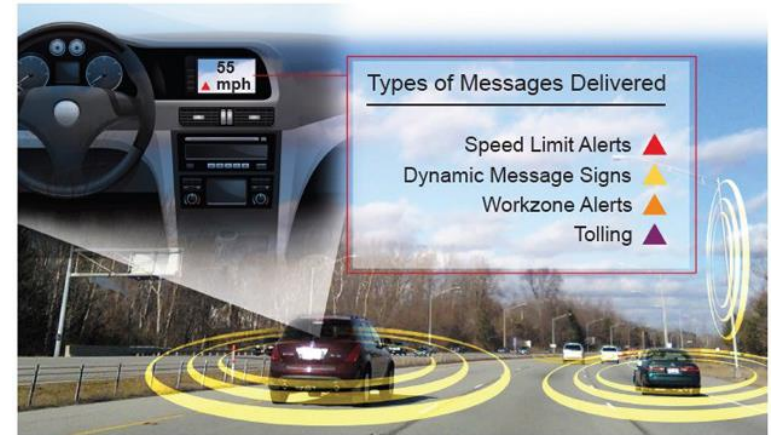 55
mph
Types of Messages Delivered
Speed Limit Alerts
Dynamic Message Signs
Workzone Alerts
Tolling